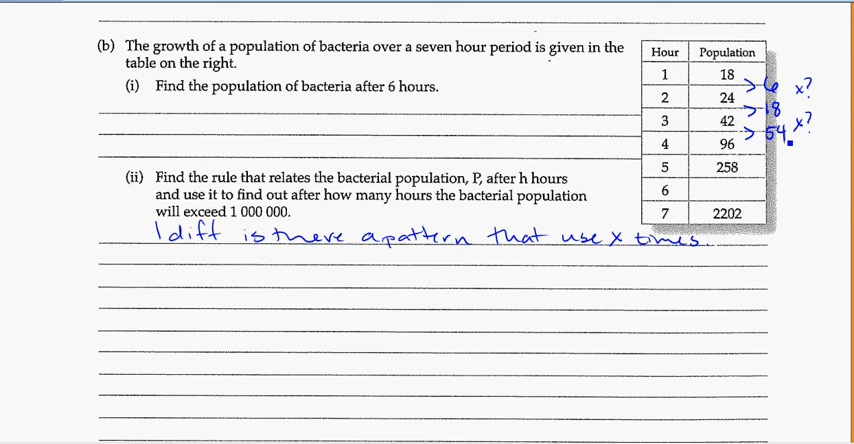 (b) The growth of a population of bacteria over a seven hour period is given in the
table on the right.
(i) Find the population of bacteria after 6 hours.
Hour Population
1 18
2 24
3 42
4 96
5 258
6
7 2202
> 6 x?
> 18
> 54 x?
(ii) Find the rule that relates the bacterial population, P, after h hours
and use it to find out after how many hours the bacterial population
will exceed 1 000 000.
1 diff is there a pattern that use x times.